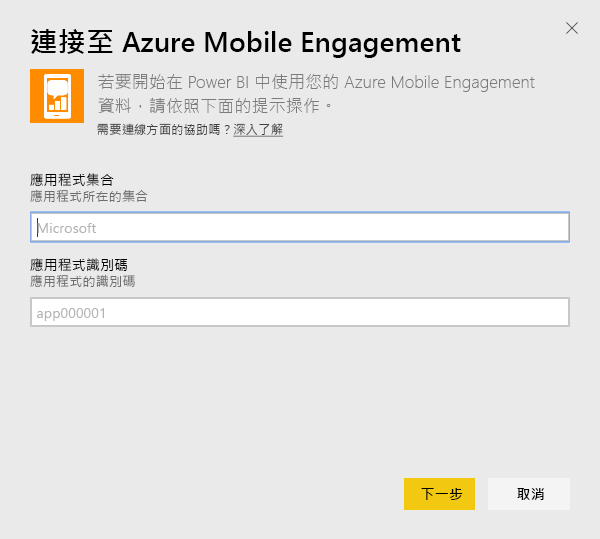 連接至 Azure Mobile Engagement
若要開始在 Power BI 中使用您的 Azure Mobile Engagement
資料，請依照下面的提示操作。
需要連線方面的協助嗎？深入了解
應用程式集合
應用程式所在的集合
Microsoft
應用程式識別碼
應用程式的識別碼
app000001
下一步 取消